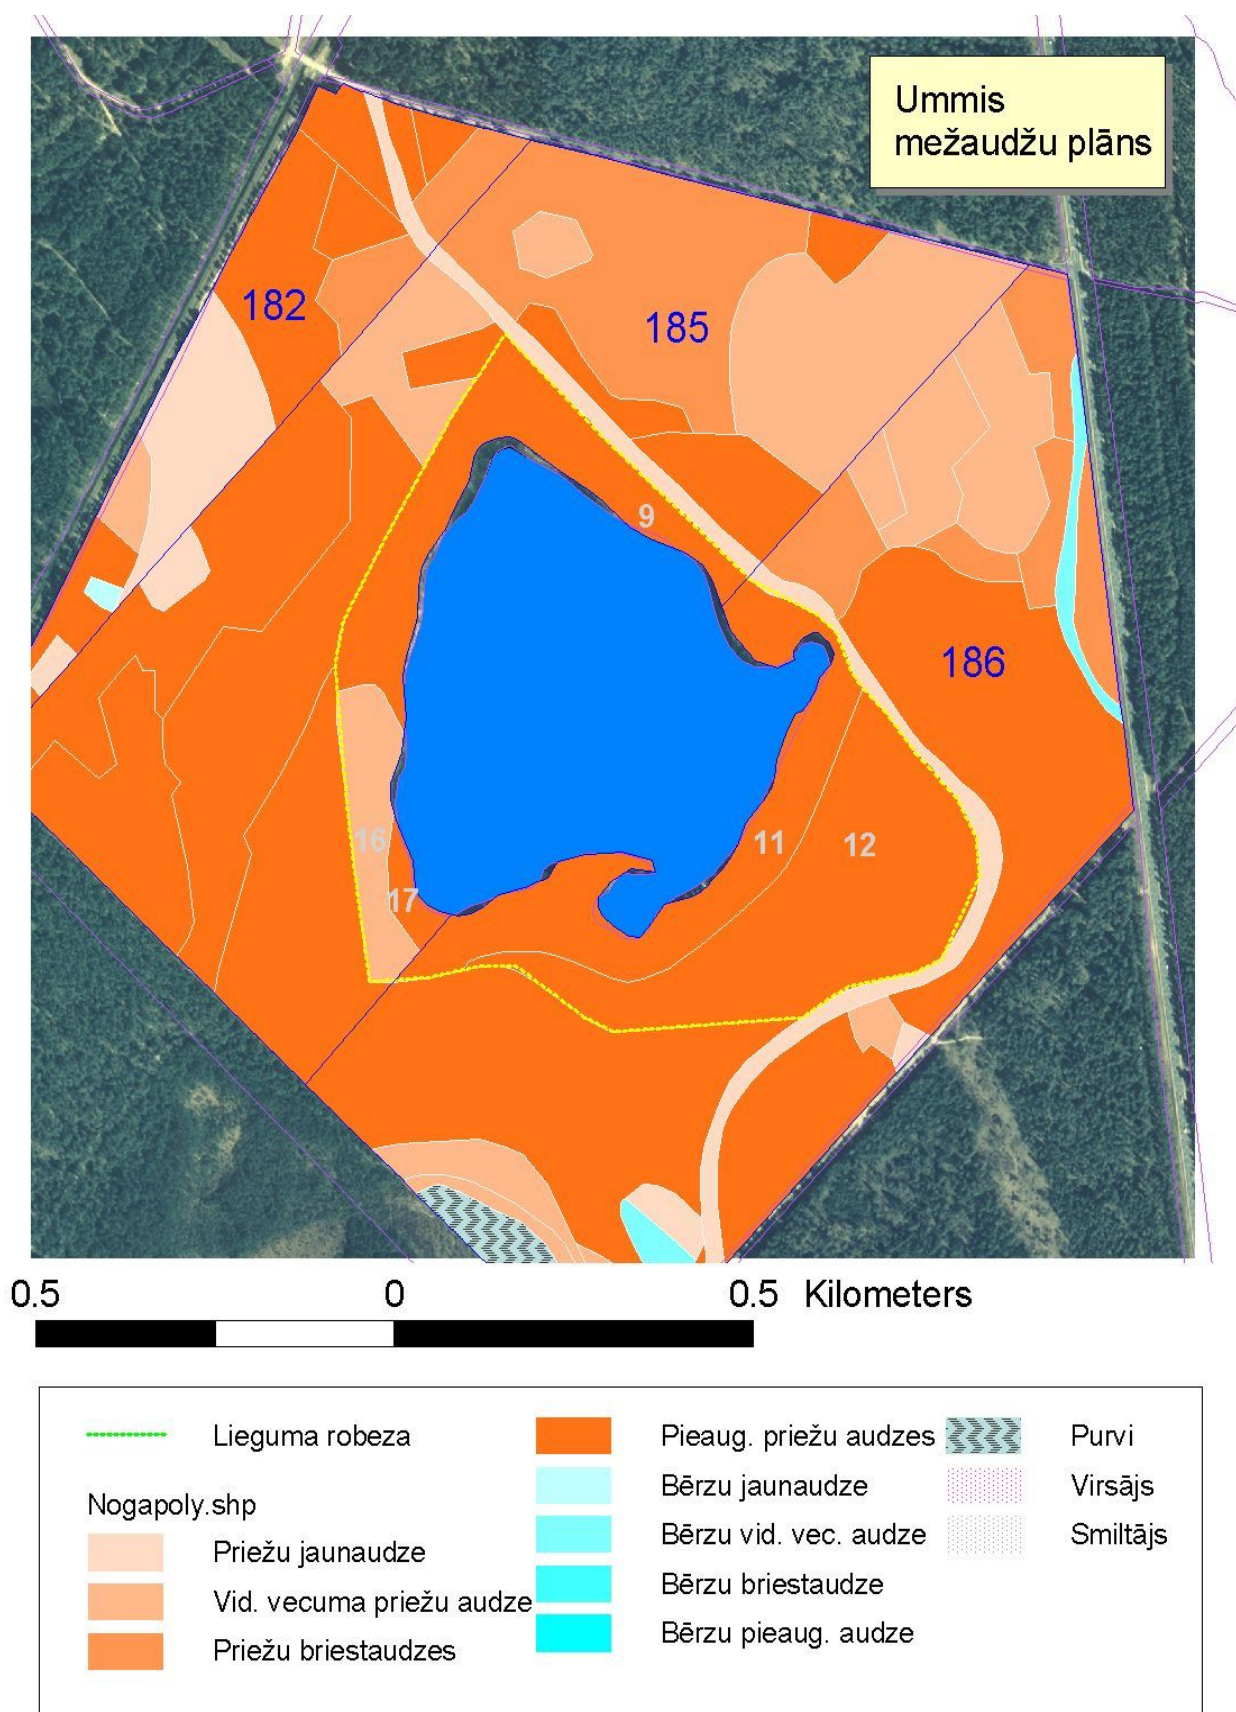 Ummis
mežaudžu plāns
182
185
9
186
16
11
12
17
0.5 0 0.5 Kilometers
Lieguma robeza
Nogapoly.shp
Priežu jaunaudze
Vid. vecuma priežu audze
Priežu briestaudzes
Pieaug. priežu audzes
Bērzu jaunaudze
Bērzu vid. vec. audze
Bērzu briestaudze
Bērzu pieaug. audze
Purvi
Virsājs
Smiltājs